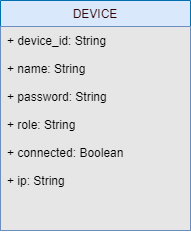 DEVICE
+ device_id: String
+ name: String
+ password: String
+ role: String
+ connected: Boolean
+ ip: String